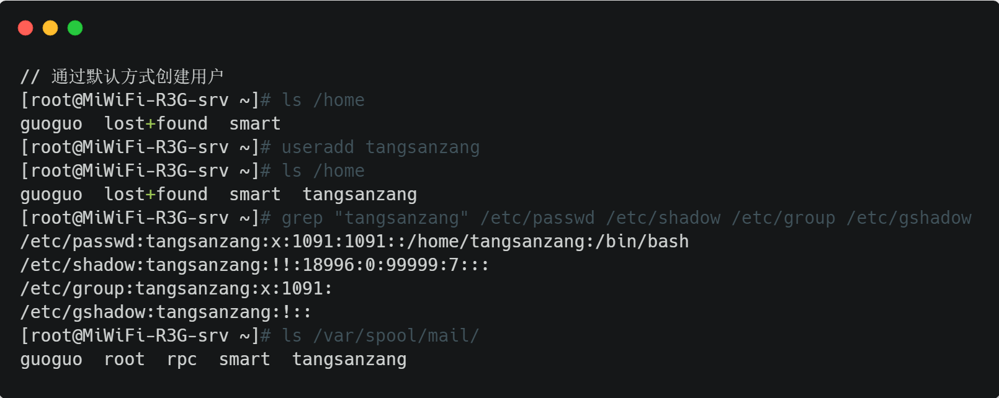 // 通过默认方式创建用户
[root@MiWiFi-R3G-srv ~]# ls /home
guoguo  lost+found  smart
[root@MiWiFi-R3G-srv ~]# useradd tangsanzang
[root@MiWiFi-R3G-srv ~]# ls /home
guoguo  lost+found  smart  tangsanzang
[root@MiWiFi-R3G-srv ~]# grep "tangsanzang" /etc/passwd /etc/shadow /etc/group /etc/gshadow
/etc/passwd:tangsanzang:x:1091:1091::/home/tangsanzang:/bin/bash
/etc/shadow:tangsanzang:!!:18996:0:99999:7:::
/etc/group:tangsanzang:x:1091:
/etc/gshadow:tangsanzang:!::
[root@MiWiFi-R3G-srv ~]# ls /var/spool/mail/
guoguo  root  rpc  smart  tangsanzang